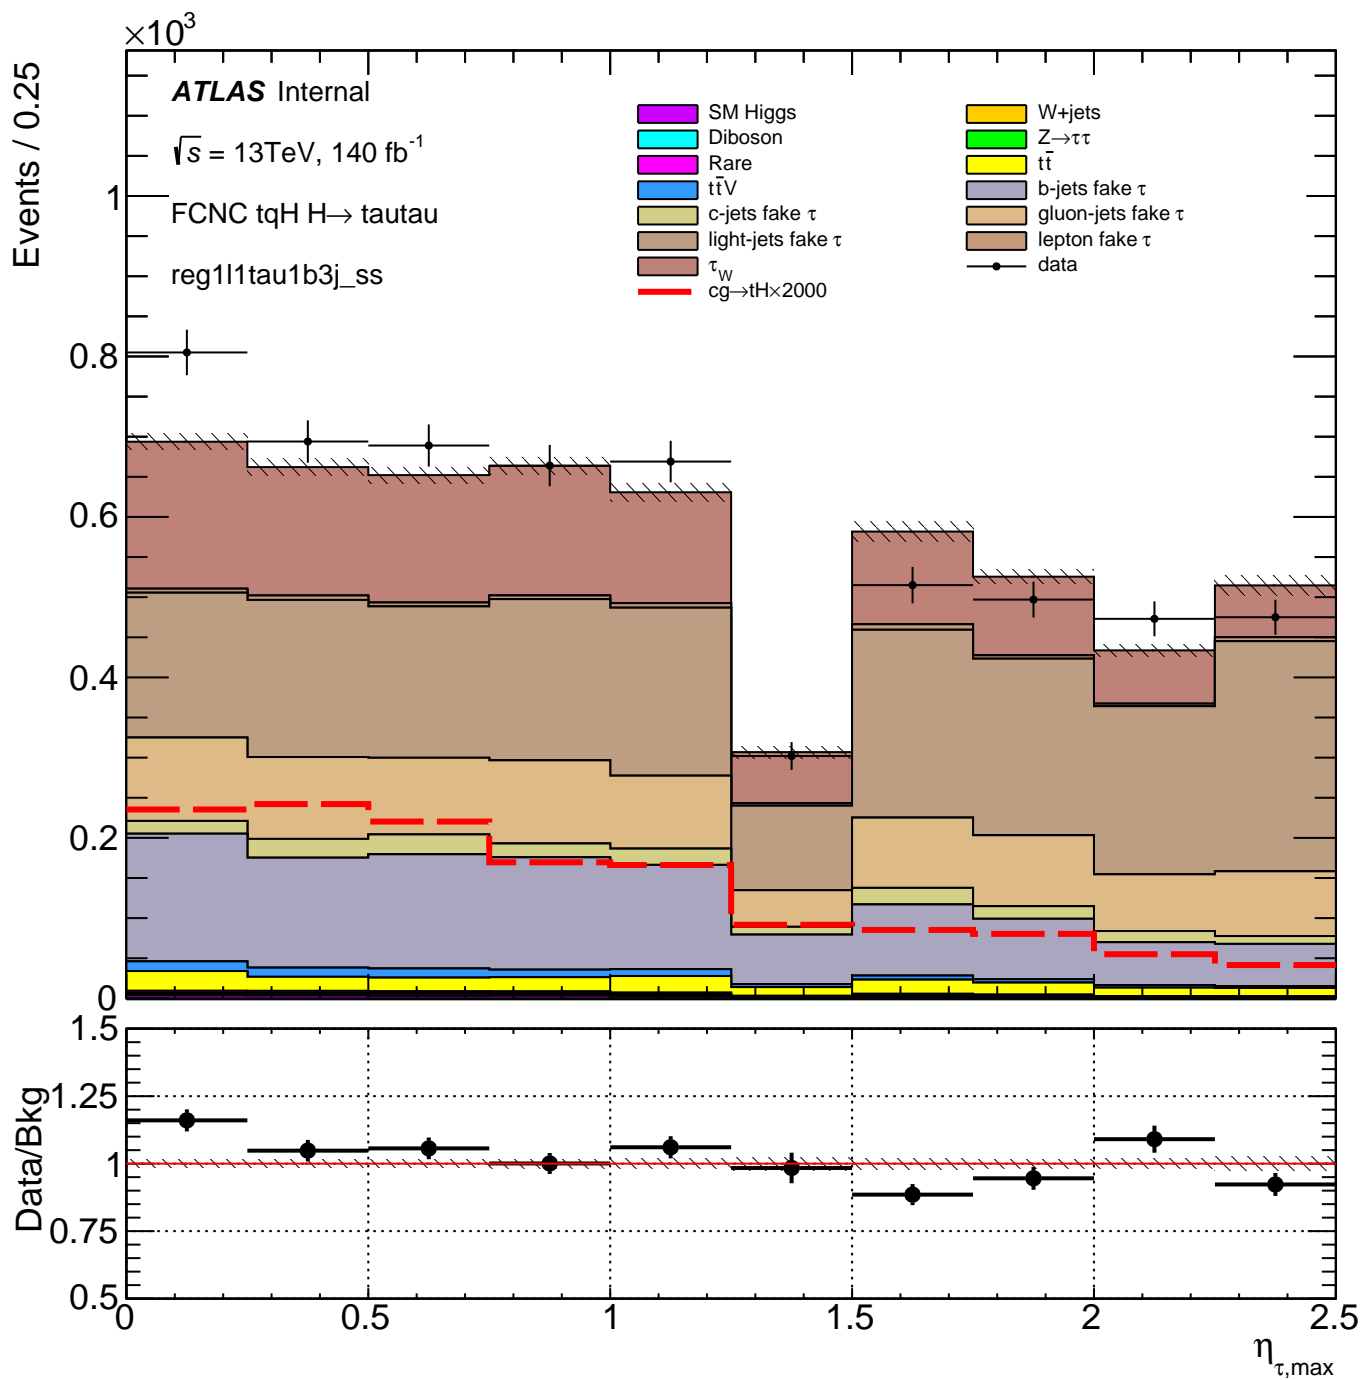 ×10³
Events / 0.25
ATLAS Internal
√s = 13TeV, 140 fb⁻¹
FCNC tqH H→ tautau
reg1l1tau1b3j_ss
SM Higgs
Diboson
Rare
tt̄V
c-jets fake τ
light-jets fake τ
τ_W
cg→tH×2000
W+jets
Z→ττ
tt̄
b-jets fake τ
gluon-jets fake τ
lepton fake τ
data
1
0.8
0.6
0.4
0.2
0
Data/Bkg
1.5
1.25
1
0.75
0.5
0 0.5 1 1.5 2 2.5
η_τ,max